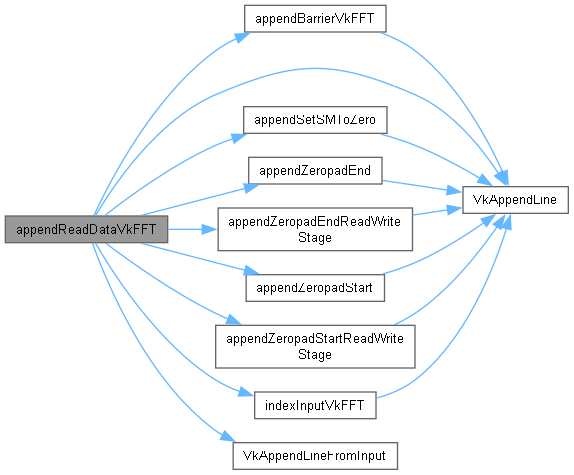 appendBarrierVkFFT
appendSetSMToZero
appendZeropadEnd
VkAppendLine
appendReadDataVkFFT
appendZeropadEndReadWrite
Stage
appendZeropadStart
appendZeropadStartReadWrite
Stage
indexInputVkFFT
VkAppendLineFromInput